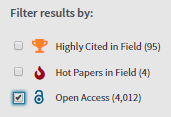 Filter results by:
Highly Cited in Field (95)
Hot Papers in Field (4)
Open Access (4,012)